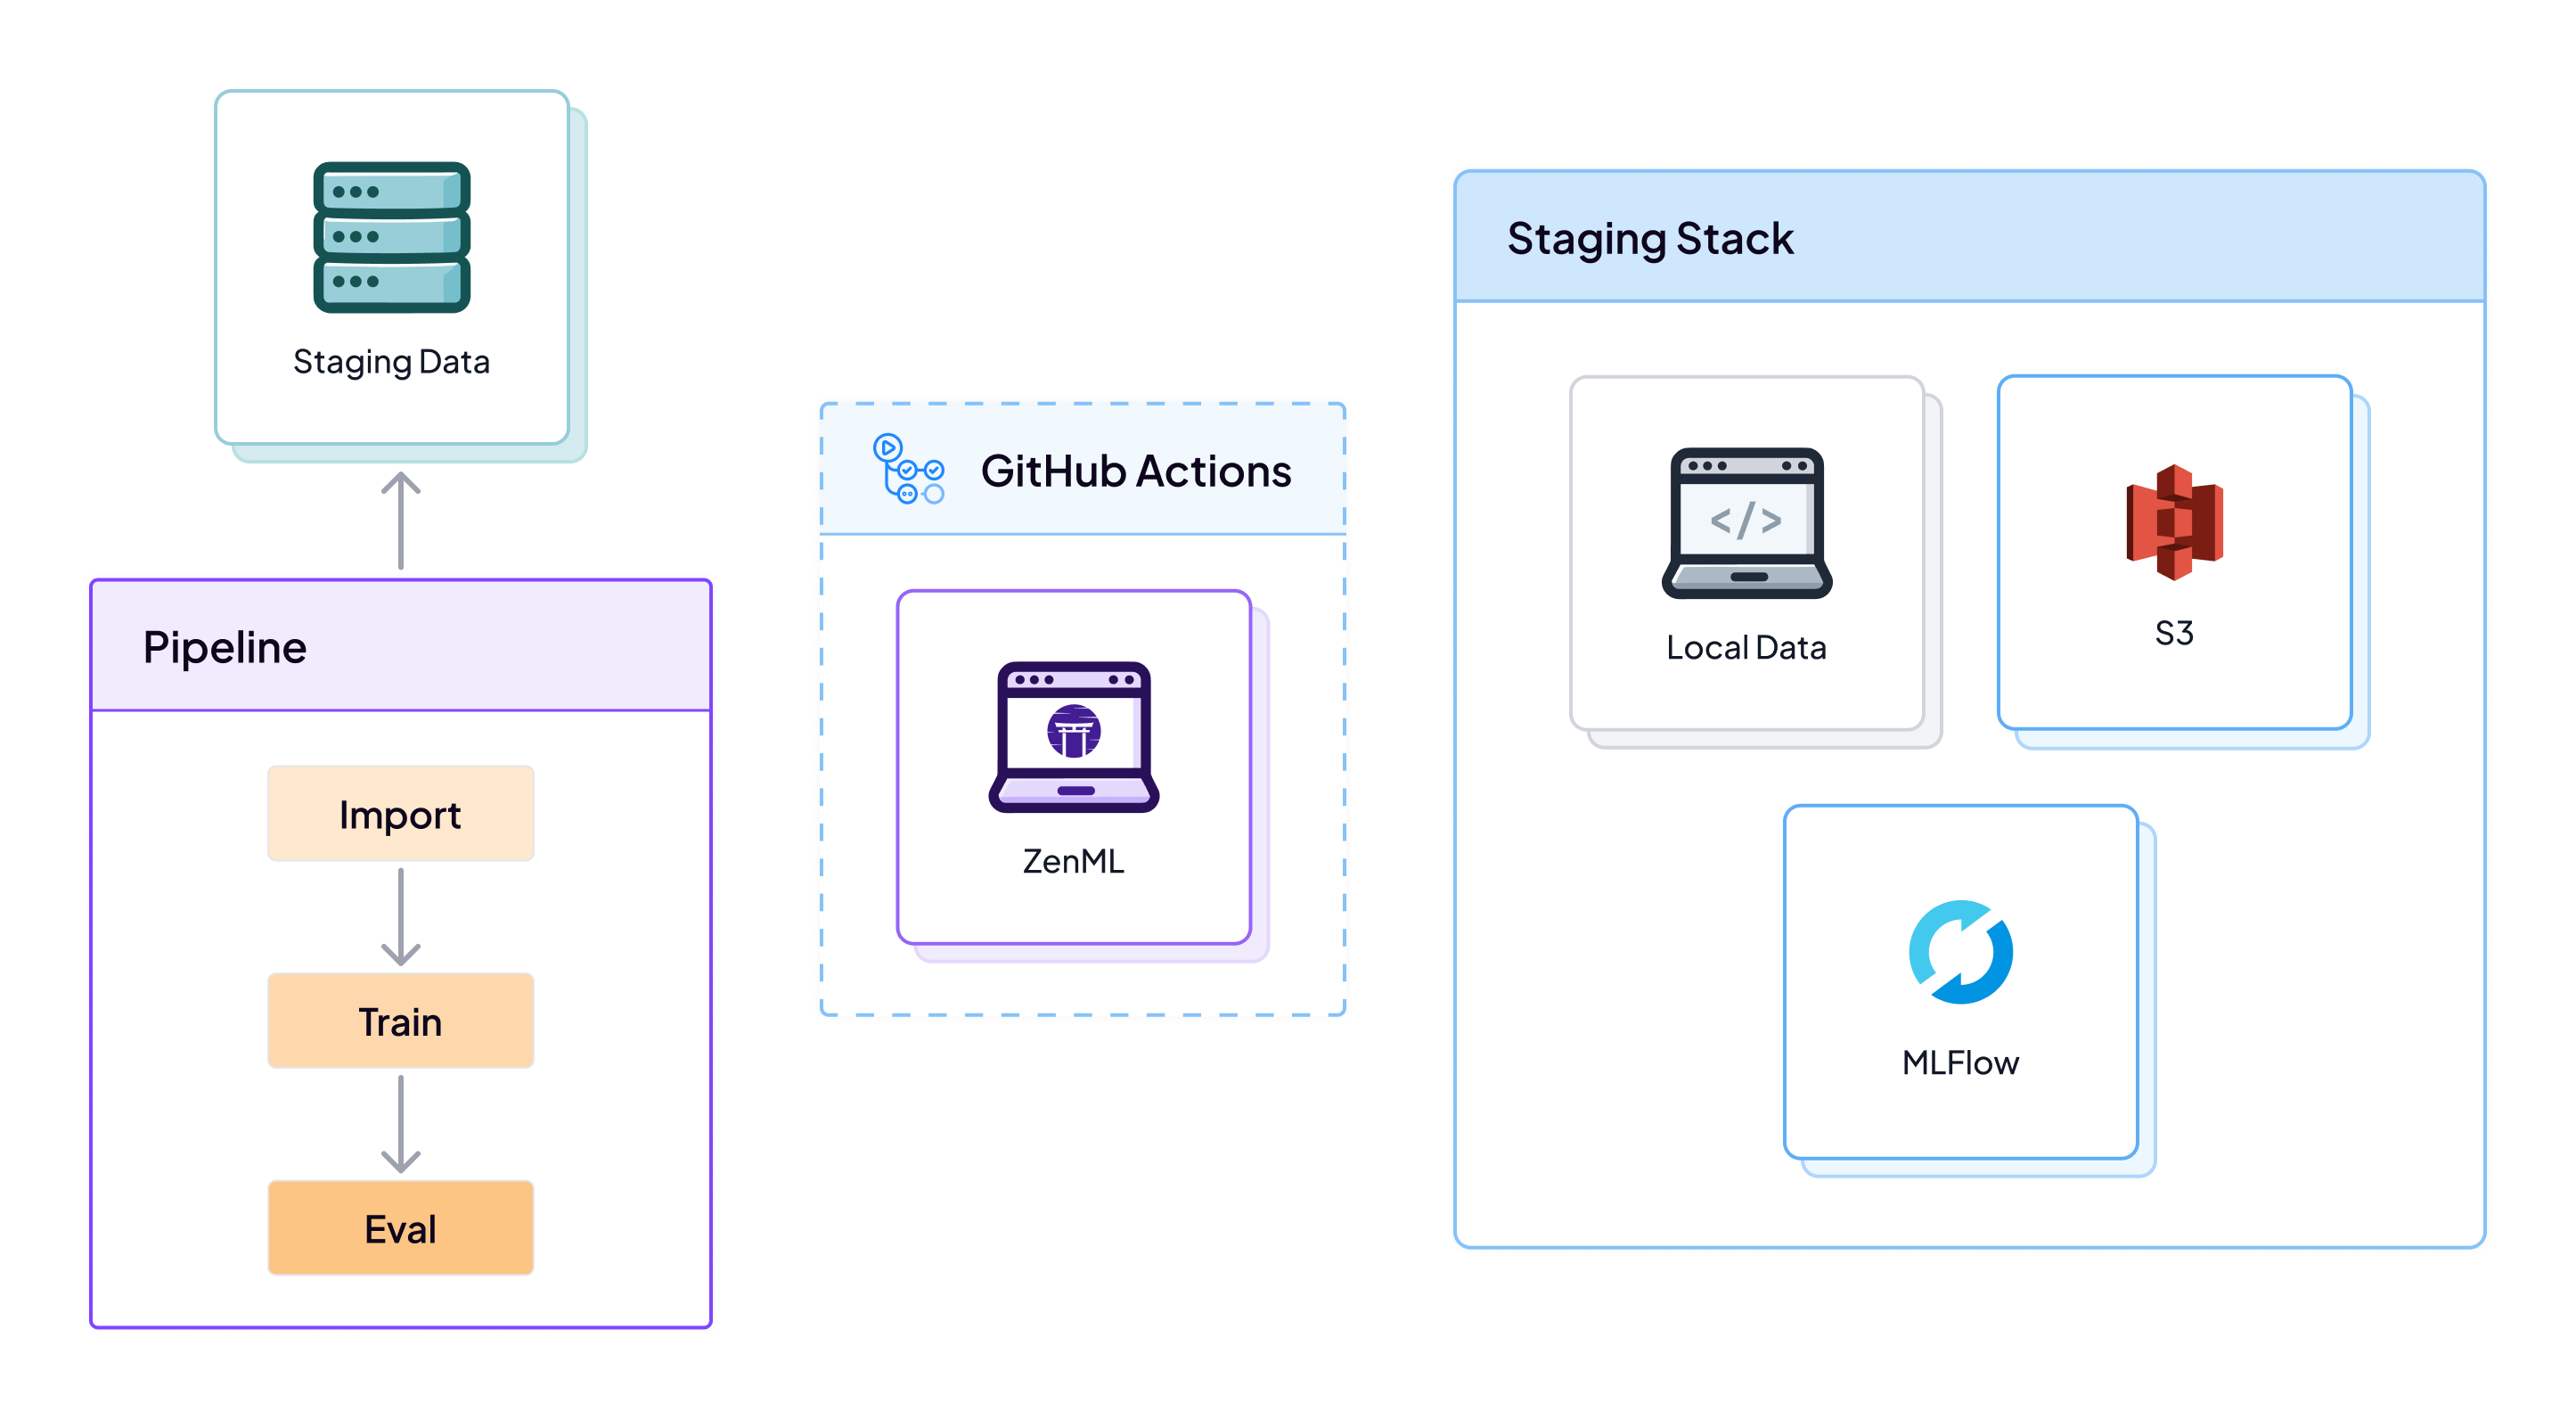 Staging Data
Pipeline
Import
Train
Eval
GitHub Actions
ZenML
Staging Stack
</>
Local Data
S3
MLFlow